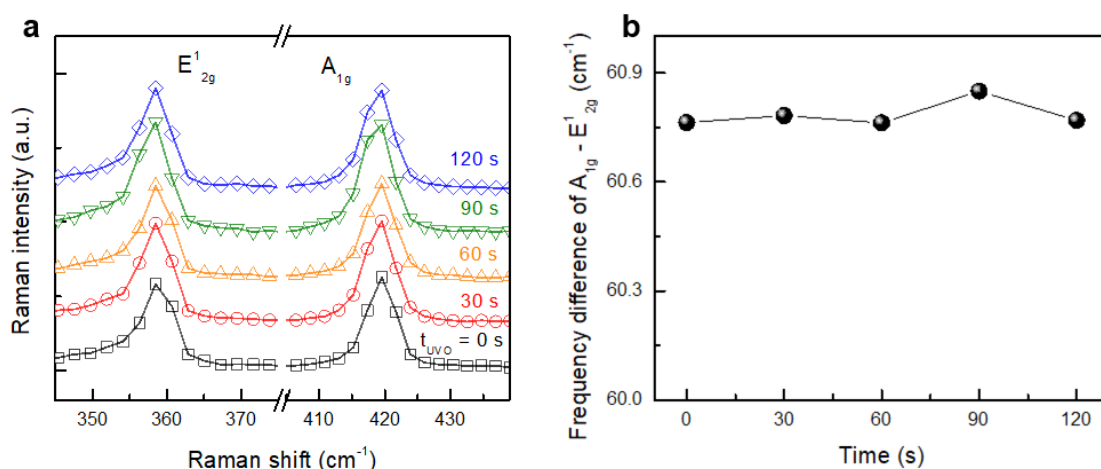 a
E¹₂g
A₁g
120 s
90 s
60 s
30 s
t_UVO = 0 s
Raman intensity (a.u.)
350 360 370 410 420 430
Raman shift (cm⁻¹)
b
Frequency difference of A₁g - E¹₂g (cm⁻¹)
60.9
60.6
60.3
60.0
0 30 60 90 120
Time (s)